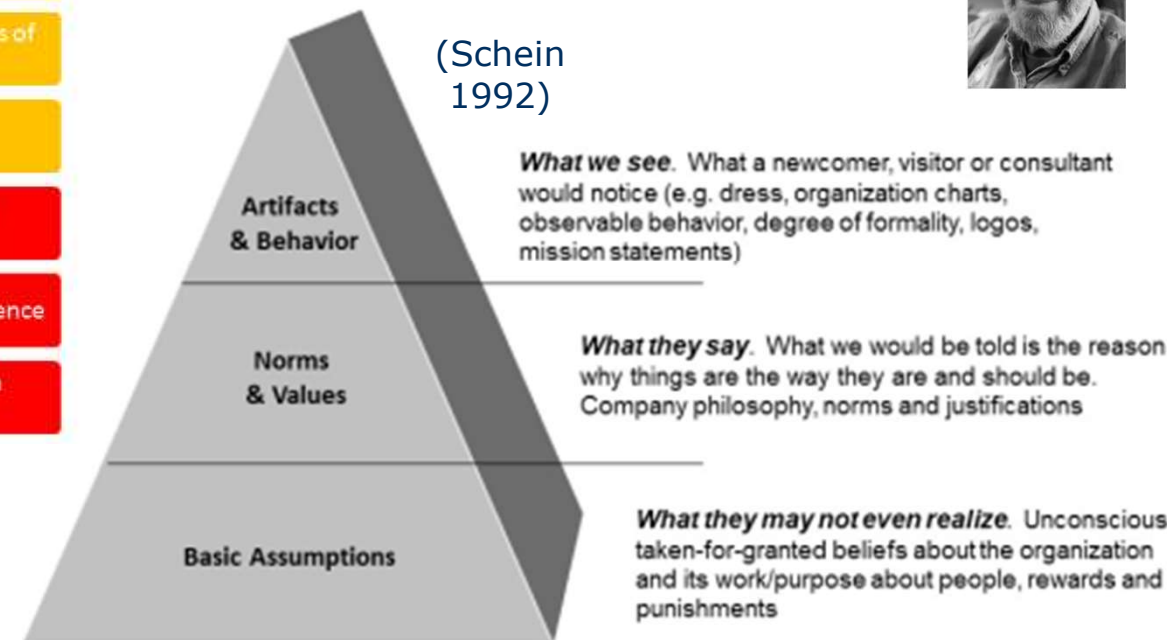 s of
ence
(Schein
1992)
What we see. What a newcomer, visitor or consultant
would notice (e.g. dress, organization charts,
observable behavior, degree of formality, logos,
mission statements)
Artifacts
& Behavior
What they say. What we would be told is the reason
why things are the way they are and should be.
Company philosophy, norms and justifications
Norms
& Values
What they may not even realize. Unconscious
taken-for-granted beliefs about the organization
and its work/purpose about people, rewards and
punishments
Basic Assumptions